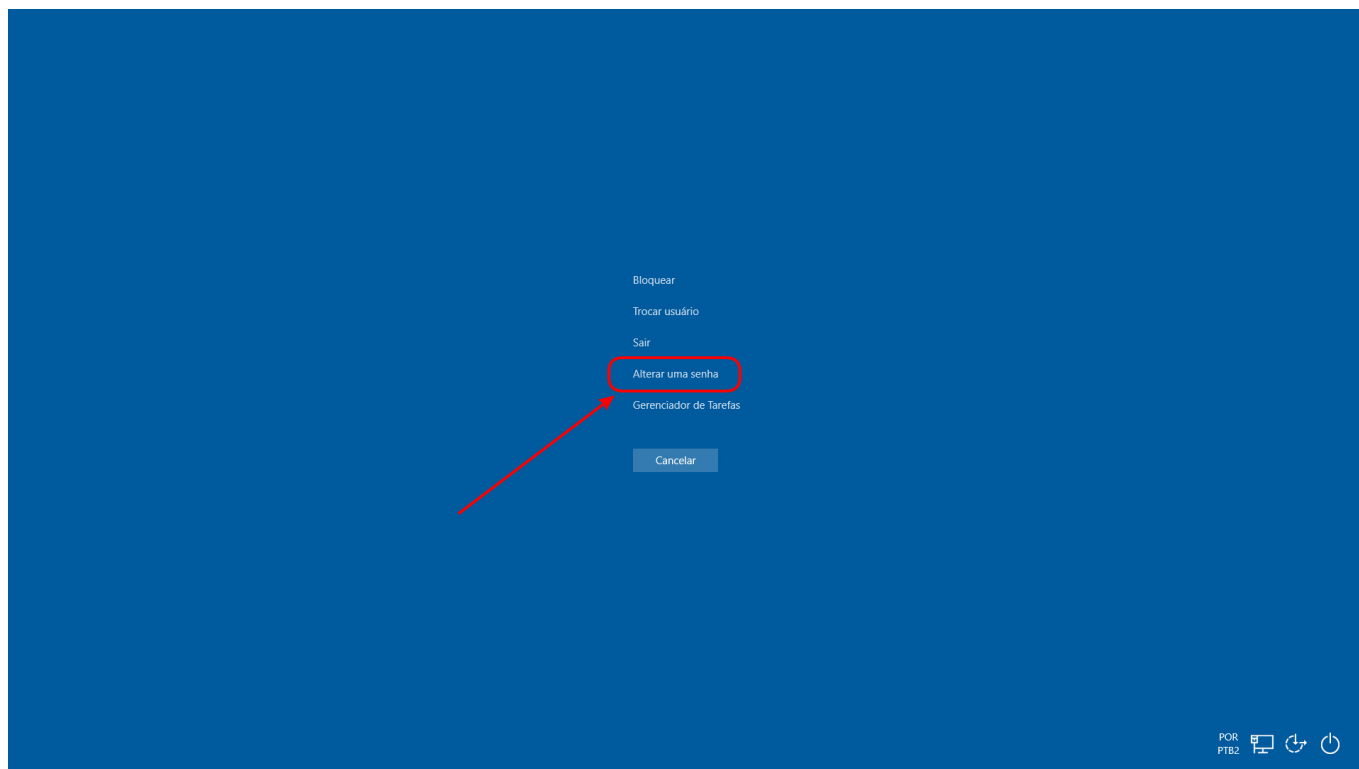 Bloquear
Trocar usuário
Sair
Alterar uma senha
Gerenciador de Tarefas
Cancelar
POR
PTB2